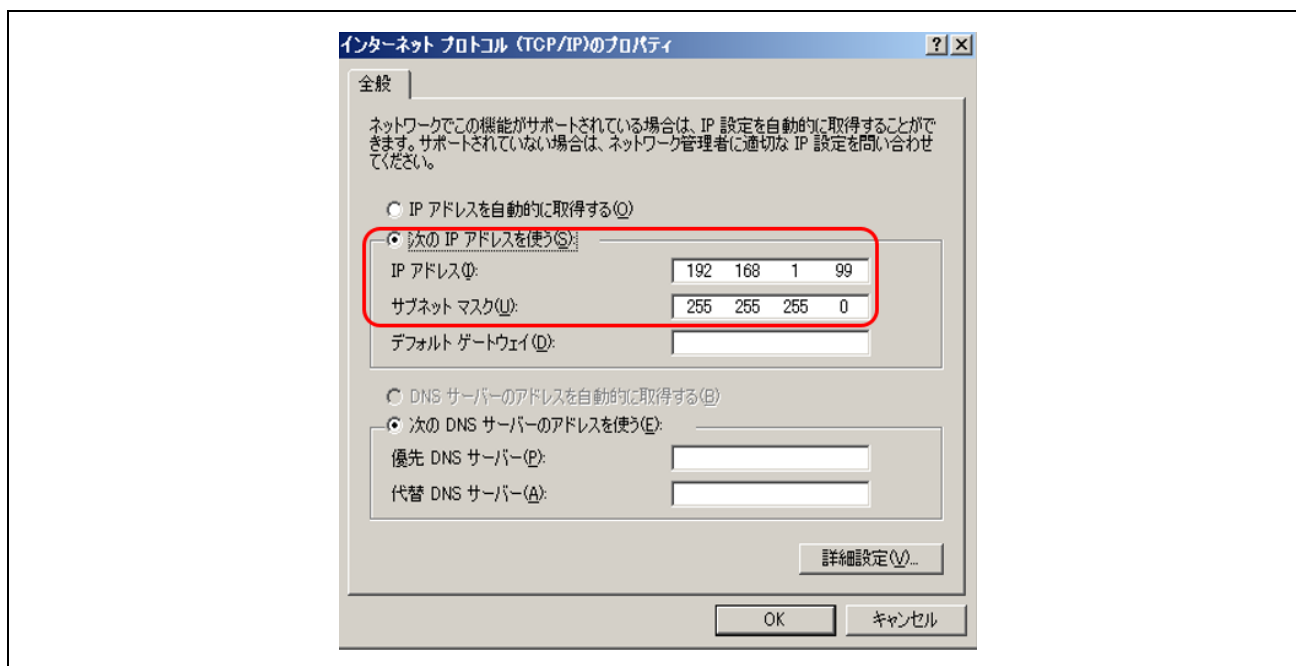 インターネット プロトコル (TCP/IP)のプロパティ
全般
ネットワークでこの機能がサポートされている場合は、IP 設定を自動的に取得することがで
きます。サポートされていない場合は、ネットワーク管理者に適切な IP 設定を問い合わせ
てください。
IP アドレスを自動的に取得する(O)
次の IP アドレスを使う(S):
IP アドレス(I): 192 168 1 99
サブネット マスク(U): 255 255 255 0
デフォルト ゲートウェイ(D):
DNS サーバーのアドレスを自動的に取得する(B)
次の DNS サーバーのアドレスを使う(E):
優先 DNS サーバー(P):
代替 DNS サーバー(A):
詳細設定(V)...
OK キャンセル